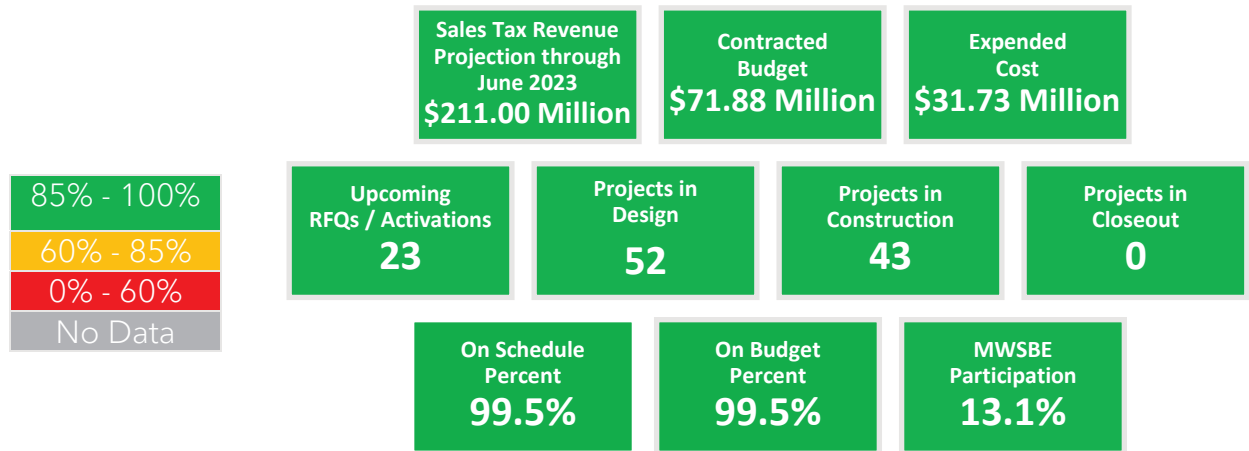 Sales Tax Revenue
Projection through
June 2023
$211.00 Million
Contracted
Budget
$71.88 Million
Expended
Cost
$31.73 Million
85% - 100%
60% - 85%
0% - 60%
No Data
Upcoming
RFQs / Activations
23
Projects in
Design
52
Projects in
Construction
43
Projects in
Closeout
0
On Schedule
Percent
99.5%
On Budget
Percent
99.5%
MWSBE
Participation
13.1%